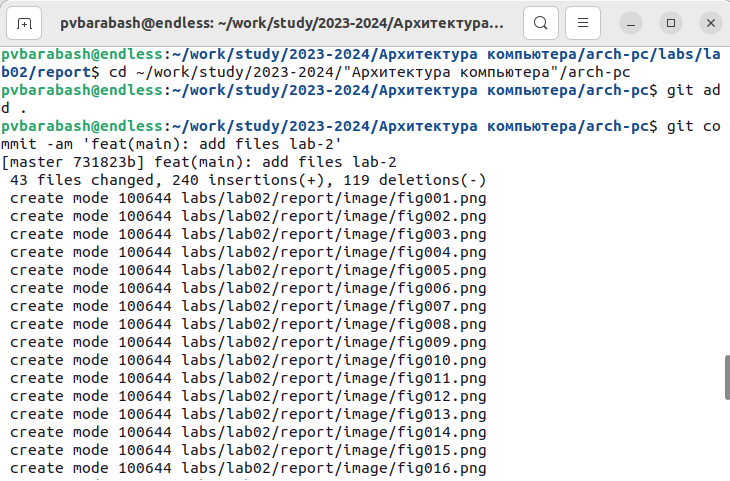 pvbarabash@endless: ~/work/study/2023-2024/Архитектура...
pvbarabash@endless:~/work/study/2023-2024/Архитектура компьютера/arch-pc/labs/la
b02/report$ cd ~/work/study/2023-2024/"Архитектура компьютера"/arch-pc
pvbarabash@endless:~/work/study/2023-2024/Архитектура компьютера/arch-pc$ git ad
d .
pvbarabash@endless:~/work/study/2023-2024/Архитектура компьютера/arch-pc$ git co
mmit -am 'feat(main): add files lab-2'
[master 731823b] feat(main): add files lab-2
 43 files changed, 240 insertions(+), 119 deletions(-)
 create mode 100644 labs/lab02/report/image/fig001.png
 create mode 100644 labs/lab02/report/image/fig002.png
 create mode 100644 labs/lab02/report/image/fig003.png
 create mode 100644 labs/lab02/report/image/fig004.png
 create mode 100644 labs/lab02/report/image/fig005.png
 create mode 100644 labs/lab02/report/image/fig006.png
 create mode 100644 labs/lab02/report/image/fig007.png
 create mode 100644 labs/lab02/report/image/fig008.png
 create mode 100644 labs/lab02/report/image/fig009.png
 create mode 100644 labs/lab02/report/image/fig010.png
 create mode 100644 labs/lab02/report/image/fig011.png
 create mode 100644 labs/lab02/report/image/fig012.png
 create mode 100644 labs/lab02/report/image/fig013.png
 create mode 100644 labs/lab02/report/image/fig014.png
 create mode 100644 labs/lab02/report/image/fig015.png
 create mode 100644 labs/lab02/report/image/fig016.png